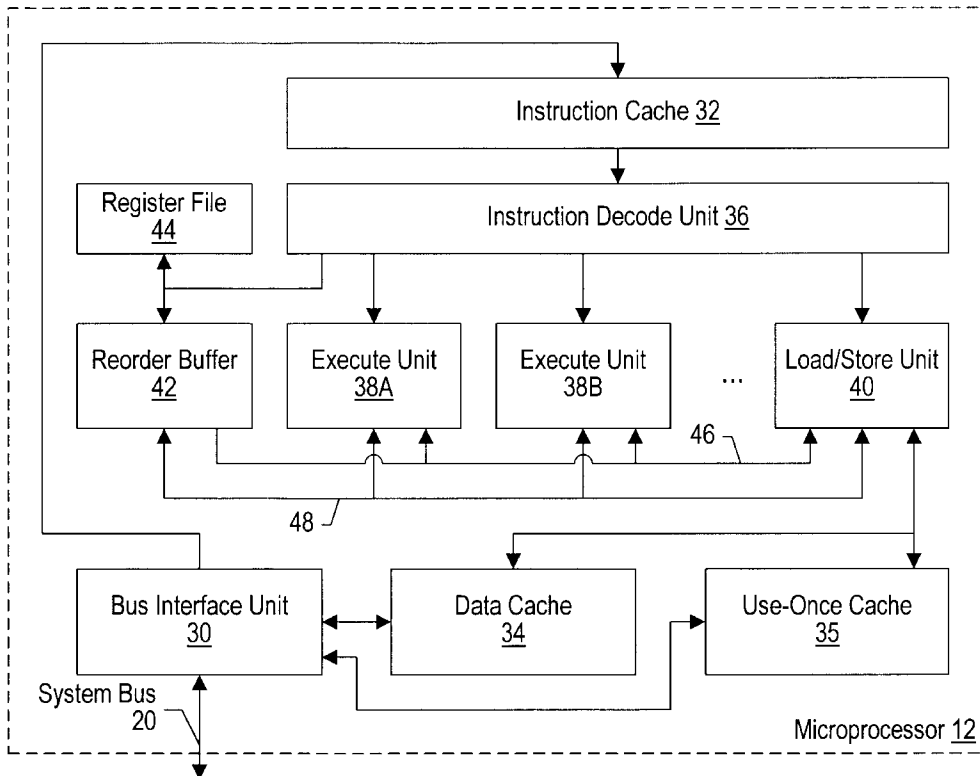 Instruction Cache 32
Register File
44
Instruction Decode Unit 36
Reorder Buffer
42
Execute Unit
38A
Execute Unit
38B
...
Load/Store Unit
40
46
48
Bus Interface Unit
30
Data Cache
34
Use-Once Cache
35
System Bus
20
Microprocessor 12